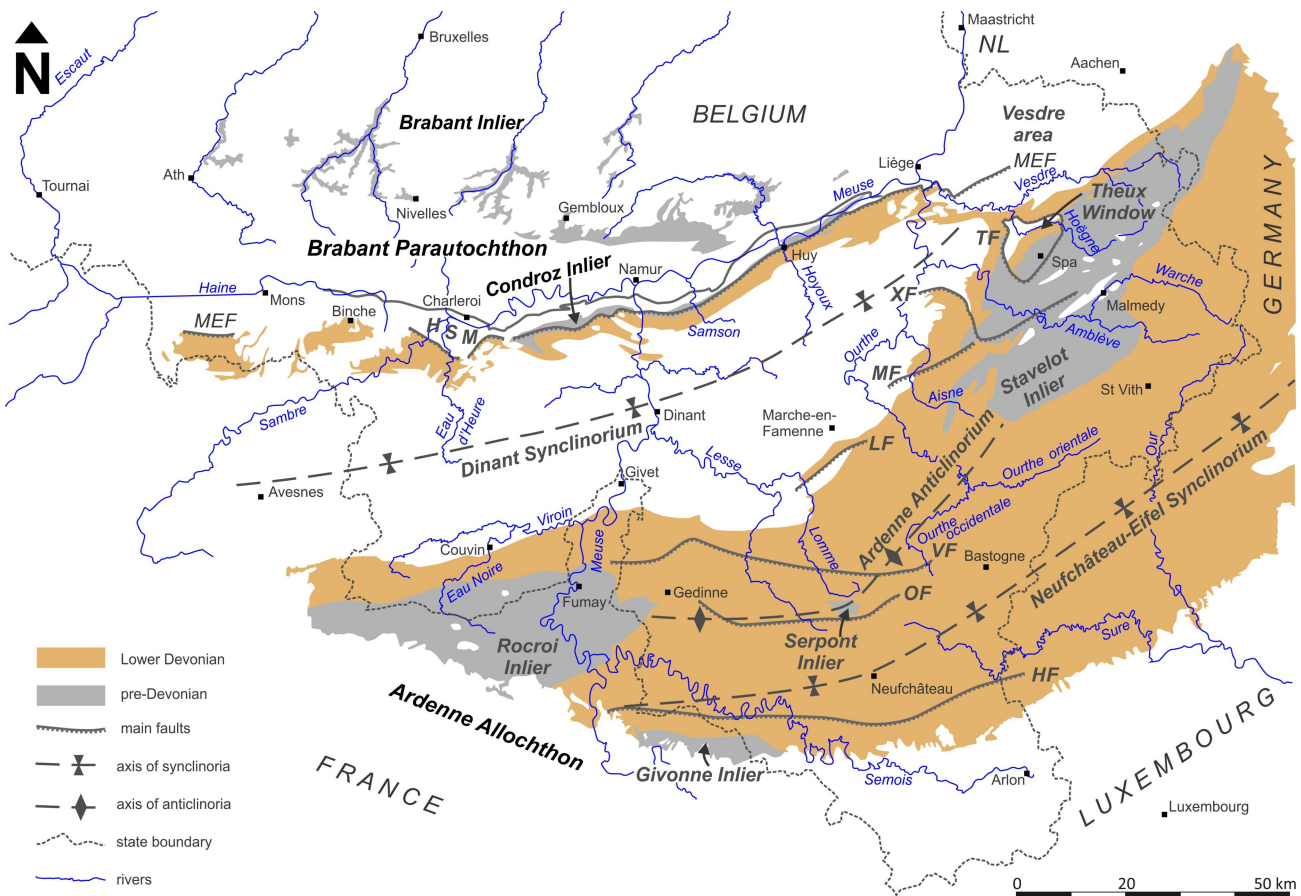 Maastricht
NL
Bruxelles
Escaut
N
Aachen
Brabant Inlier
BELGIUM
Vesdre
area
MEF
Liège
Meuse
Vesdre
Ath
Tournai
Nivelles
Gembloux
Theux
Window
Hoëgne
TF
Spa
GERMANY
Brabant Parautochthon
Huy
Condroz Inlier
Namur
Hoyoux
Haine
Mons
Charleroi
Binche
MEF
H S M
Samson
XF
Warche
Malmedy
Amblève
Ourthe
MF
Stavelot
Inlier
Aisne
St Vith
Sambre
Eau
d'Heure
Dinant
Marche-en-
Famenne
Dinant Synclinorium
LF
Lesse
Ardenne Anticlinorium
Ourthe orientale
Our
Avesnes
Givet
Viroin
Ourthe
occidentale
Neufchâteau-Eifel Synclinorium
Couvin
Meuse
Lomme
VF
Bastogne
Eau Noire
Fumay
Gedinne
OF
Rocroi
Inlier
Serpont
Inlier
Sure
Neufchâteau
HF
Ardenne Allochthon
FRANCE
Givonne Inlier
Semois
Arlon
LUXEMBOURG
Luxembourg
Lower Devonian
pre-Devonian
main faults
axis of synclinoria
axis of anticlinoria
state boundary
rivers
0 20 50 km